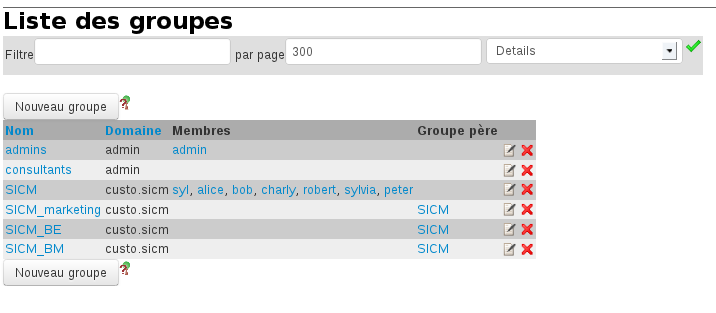 Liste des groupes
Filtre par page 300 Details
Nouveau groupe
Nom Domaine Membres Groupe père
admins admin admin
consultants admin
SICM custo.sicm syl, alice, bob, charly, robert, sylvia, peter
SICM_marketing custo.sicm SICM
SICM_BE custo.sicm SICM
SICM_BM custo.sicm SICM
Nouveau groupe